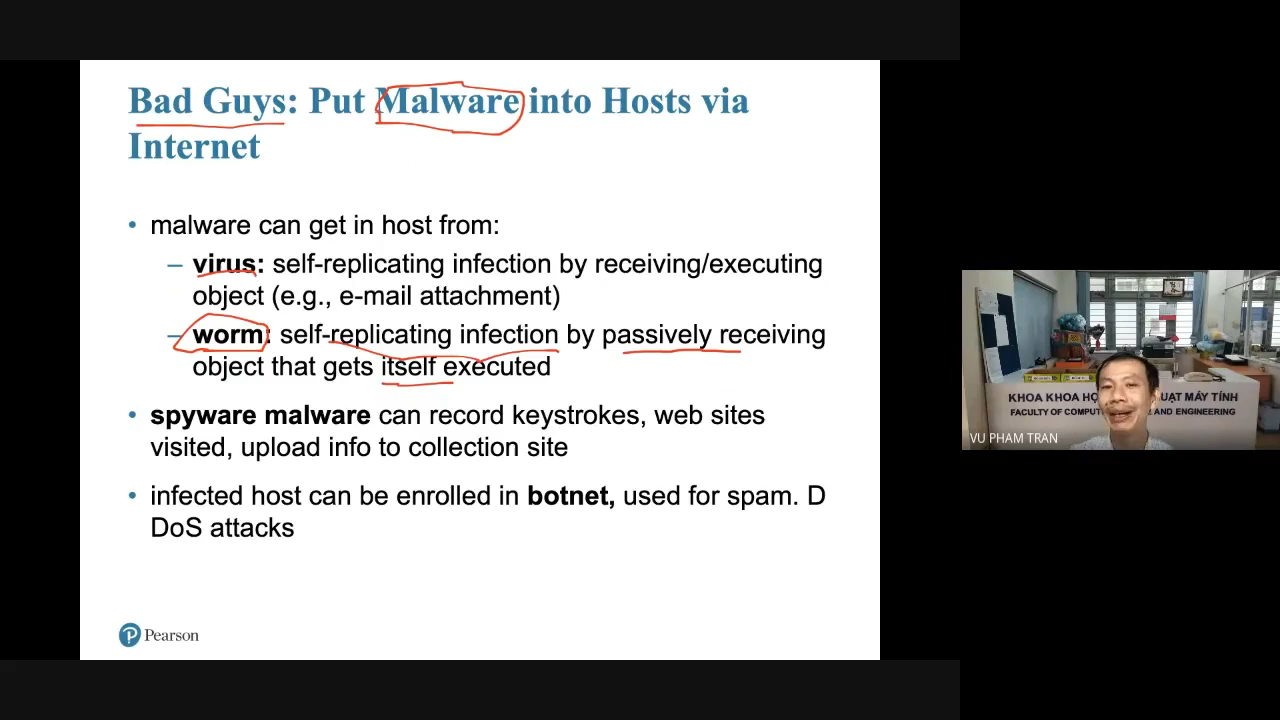 Bad Guys: Put Malware into Hosts via
Internet
• malware can get in host from:
– virus: self-replicating infection by receiving/executing
object (e.g., e-mail attachment)
– worm: self-replicating infection by passively receiving
object that gets itself executed
• spyware malware can record keystrokes, web sites
visited, upload info to collection site
• infected host can be enrolled in botnet, used for spam. D
DoS attacks
P Pearson
KHOA KHOA HỌ UẬT MÁY TÍNH
FACULTY OF COMPUT E AND ENGINEERING
VU PHAM TRAN